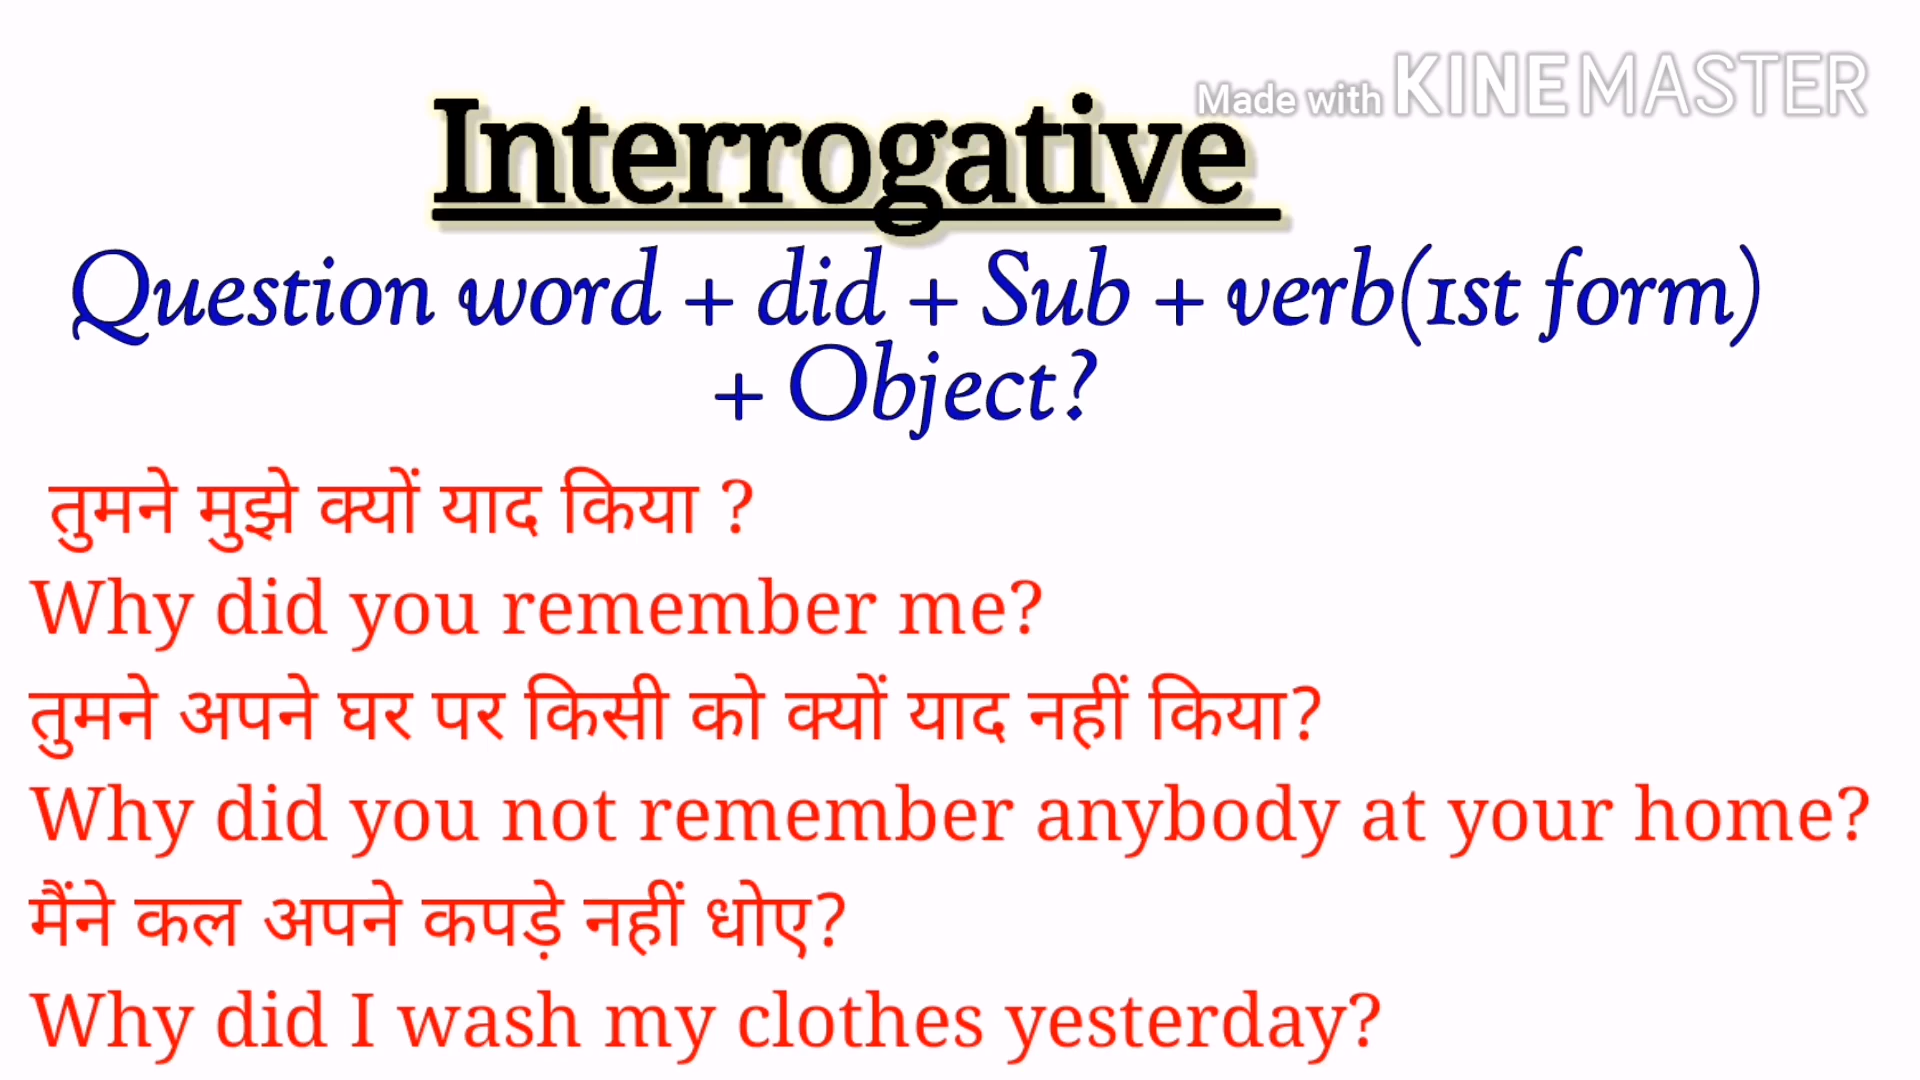 Made with KINEMASTER
Interrogative
Question word + did + Sub + verb(1st form)
+ Object?
तुमने मुझे क्यों याद किया ?
Why did you remember me?
तुमने अपने घर पर किसी को क्यों याद नहीं किया?
Why did you not remember anybody at your home?
मैंने कल अपने कपड़े नहीं धोए?
Why did I wash my clothes yesterday?